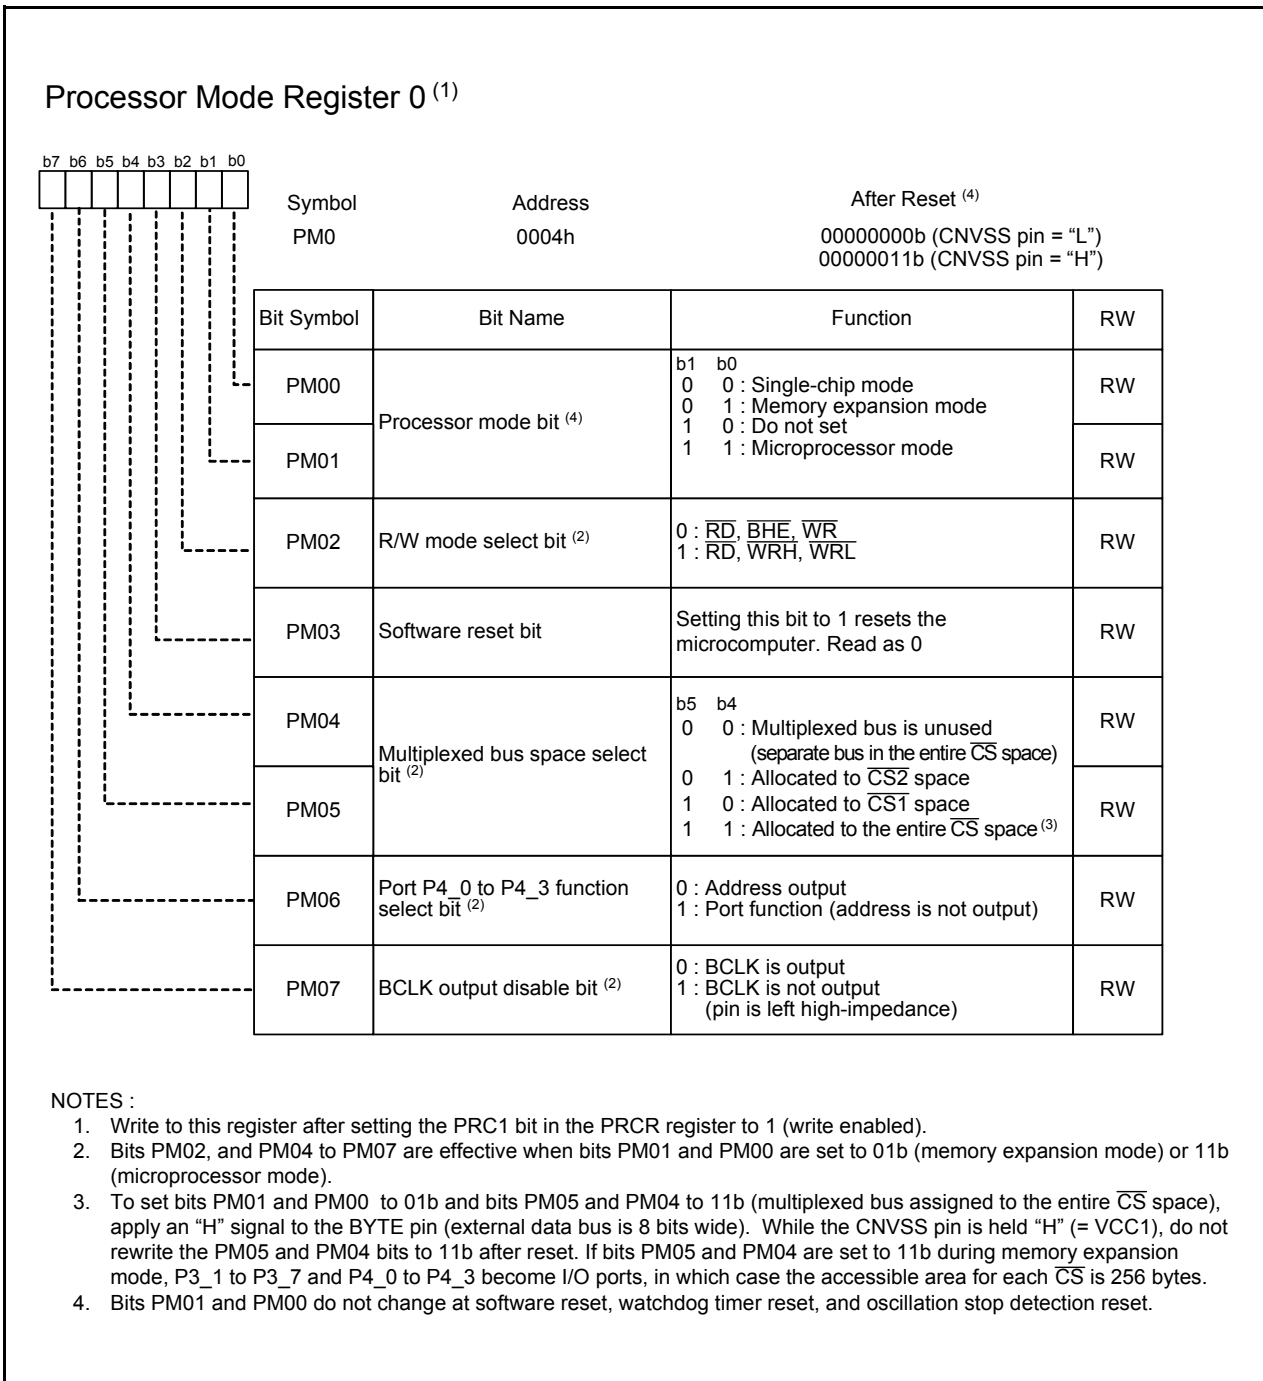 Processor Mode Register 0 (1)
b7 b6 b5 b4 b3 b2 b1 b0
Symbol Address After Reset (4)
PM0 0004h 00000000b (CNVSS pin = “L”)
00000011b (CNVSS pin = “H”)
Bit Symbol Bit Name Function RW
PM00 RW
PM01 RW
Processor mode bit (4)
b1 b0
0 0 : Single-chip mode
0 1 : Memory expansion mode
1 0 : Do not set
1 1 : Microprocessor mode
PM02 R/W mode select bit (2) RW
0 : R̅D̅, B̅H̅E̅, W̅R̅
1 : R̅D̅, W̅R̅H̅, W̅R̅L̅
PM03 Software reset bit RW
Setting this bit to 1 resets the
microcomputer. Read as 0
PM04 RW
PM05 RW
Multiplexed bus space select
bit (2)
b5 b4
0 0 : Multiplexed bus is unused
(separate bus in the entire C̅S̅ space)
0 1 : Allocated to C̅S̅2̅ space
1 0 : Allocated to C̅S̅1̅ space
1 1 : Allocated to the entire C̅S̅ space (3)
PM06 RW
Port P4_0 to P4_3 function
select bit (2)
0 : Address output
1 : Port function (address is not output)
PM07 BCLK output disable bit (2) RW
0 : BCLK is output
1 : BCLK is not output
(pin is left high-impedance)
NOTES :
1. Write to this register after setting the PRC1 bit in the PRCR register to 1 (write enabled).
2. Bits PM02, and PM04 to PM07 are effective when bits PM01 and PM00 are set to 01b (memory expansion mode) or 11b
(microprocessor mode).
3. To set bits PM01 and PM00 to 01b and bits PM05 and PM04 to 11b (multiplexed bus assigned to the entire C̅S̅ space),
apply an “H” signal to the BYTE pin (external data bus is 8 bits wide). While the CNVSS pin is held “H” (= VCC1), do not
rewrite the PM05 and PM04 bits to 11b after reset. If bits PM05 and PM04 are set to 11b during memory expansion
mode, P3_1 to P3_7 and P4_0 to P4_3 become I/O ports, in which case the accessible area for each C̅S̅ is 256 bytes.
4. Bits PM01 and PM00 do not change at software reset, watchdog timer reset, and oscillation stop detection reset.